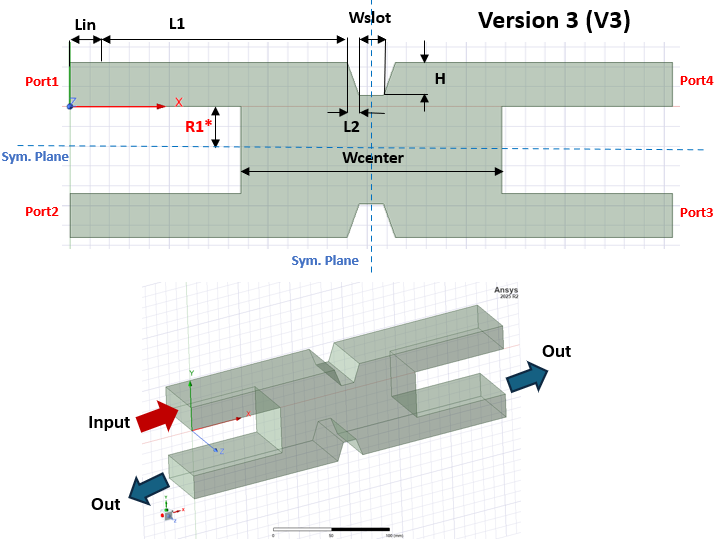 Version 3 (V3)
Wslot
Lin
L1
Port1
H
Port4
Z
X
R1*
L2
Sym. Plane
Wcenter
Port2
Port3
Sym. Plane
Ansys
2025 R2
Y
Out
Input
X
Z
Out
Y
X
0
50
100 (mm)